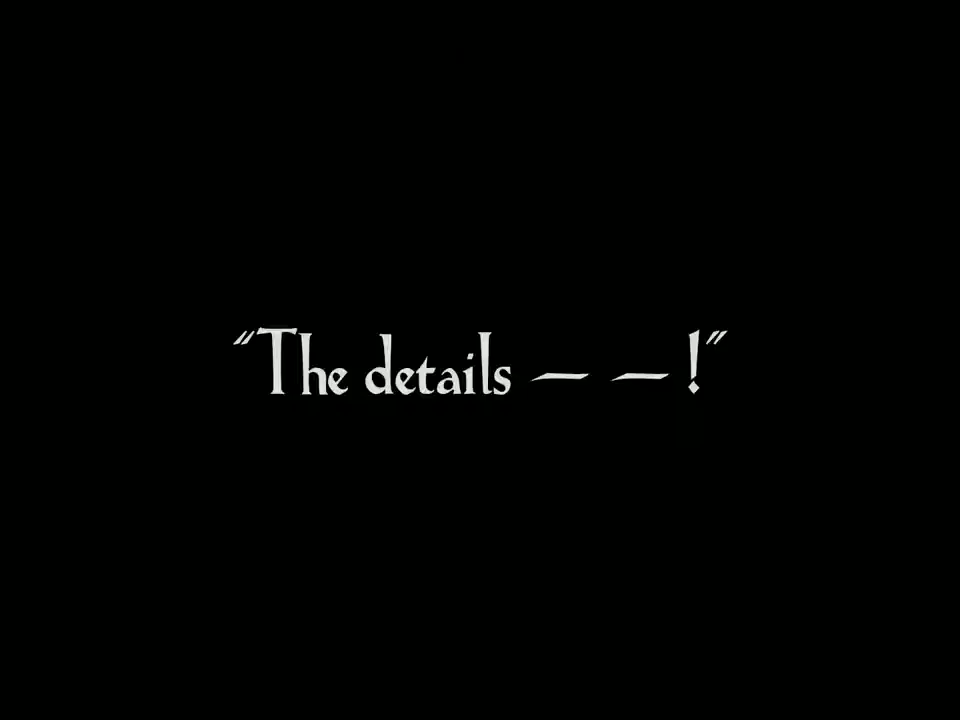 "The details — — !"